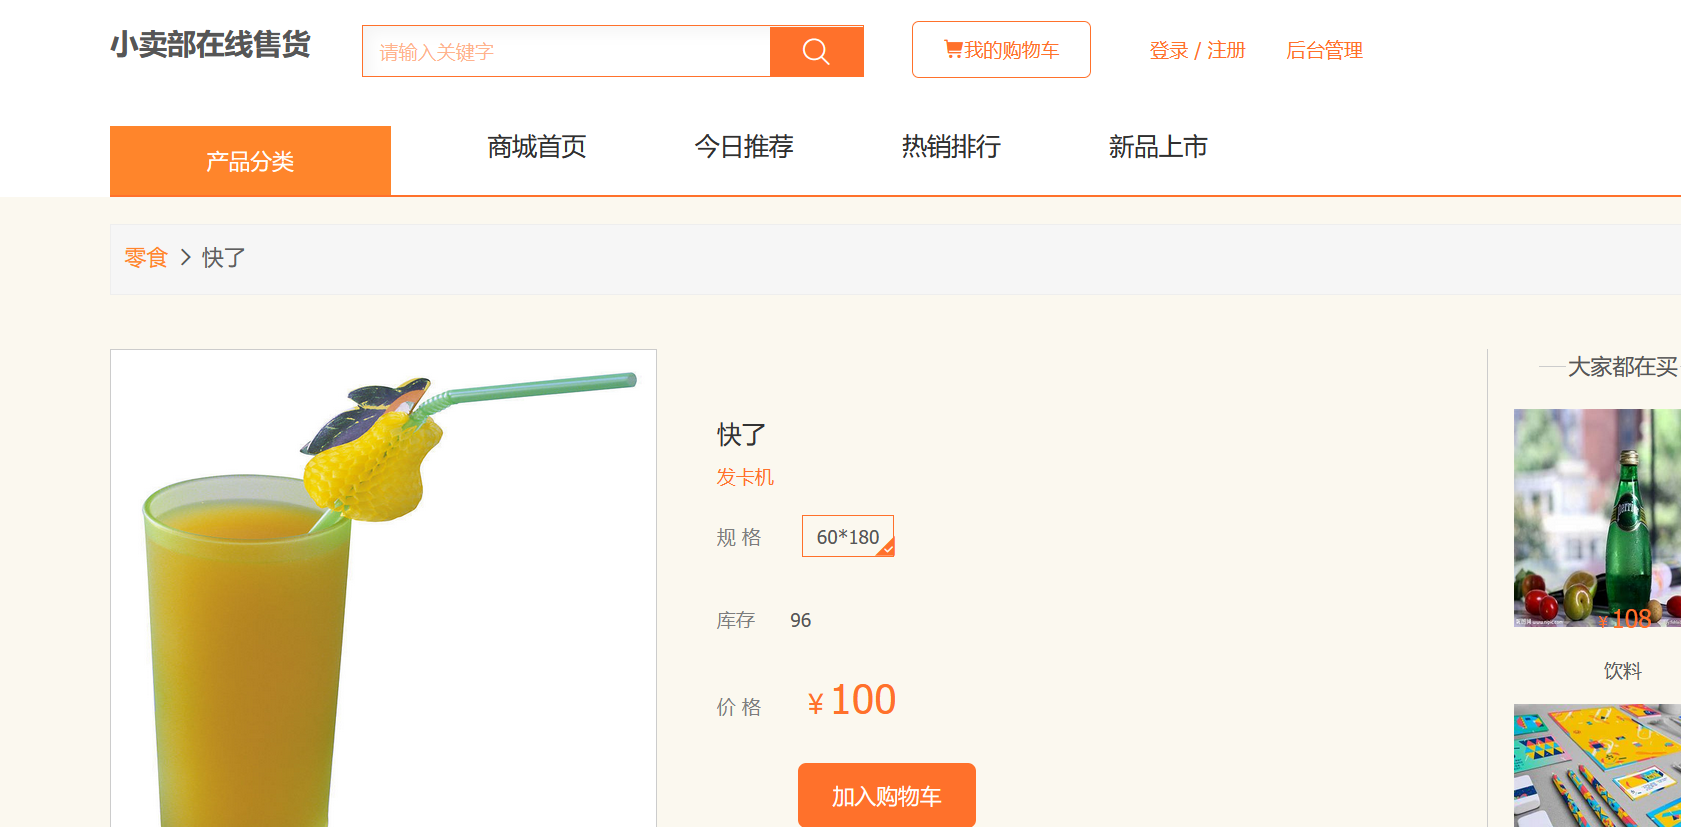 小卖部在线售货
请输入关键字
我的购物车
登录 / 注册
后台管理
产品分类
商城首页
今日推荐
热销排行
新品上市
零食 > 快了
快了
发卡机
规 格
60*180
库存
96
价 格
¥ 100
加入购物车
大家都在买
perrier
¥ 108
饮料